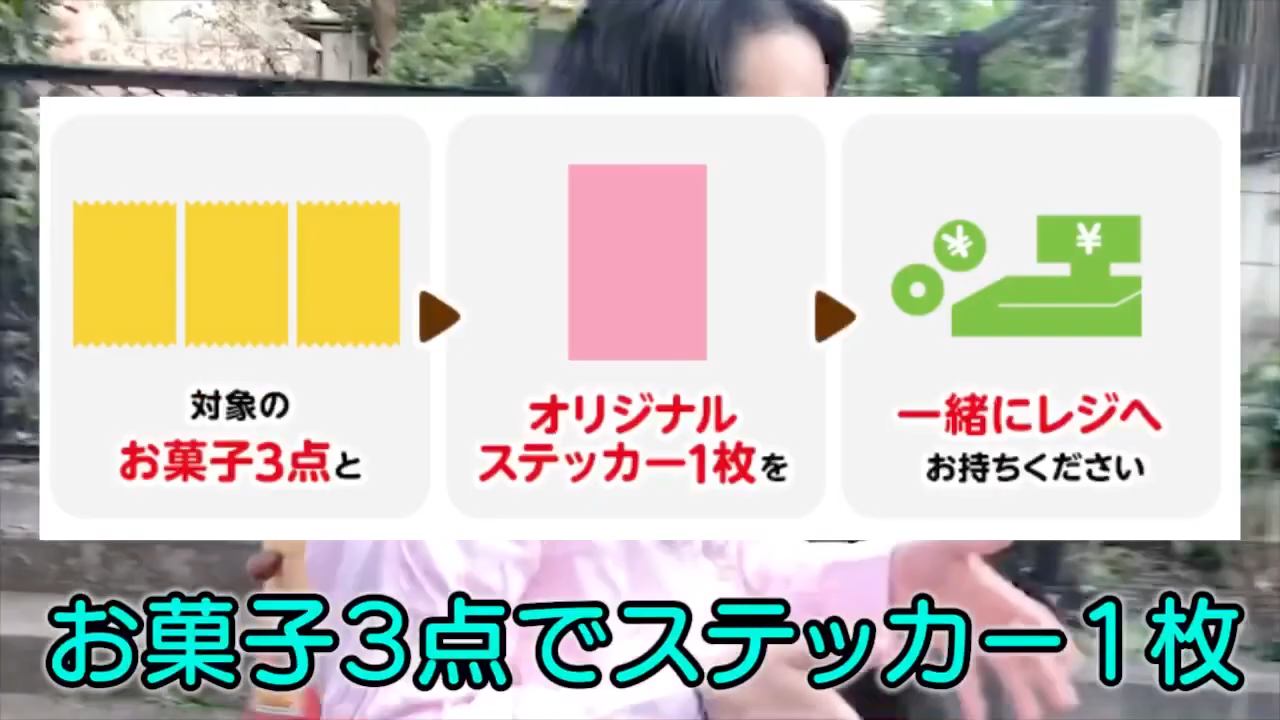 対象の
お菓子3点と
オリジナル
ステッカー1枚を
¥
¥
一緒にレジへ
お持ちください
お菓子3点でステッカー1枚